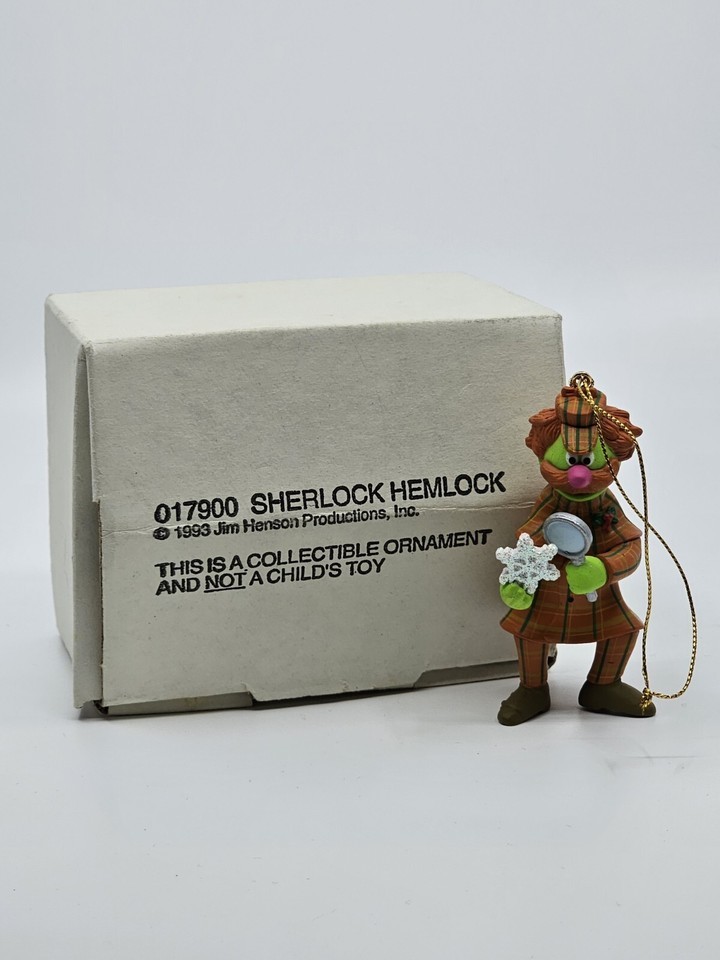 017900 SHERLOCK HEMLOCK
© 1993 Jim Henson Productions, Inc.
THIS IS A COLLECTIBLE ORNAMENT
AND NOT A CHILD'S TOY